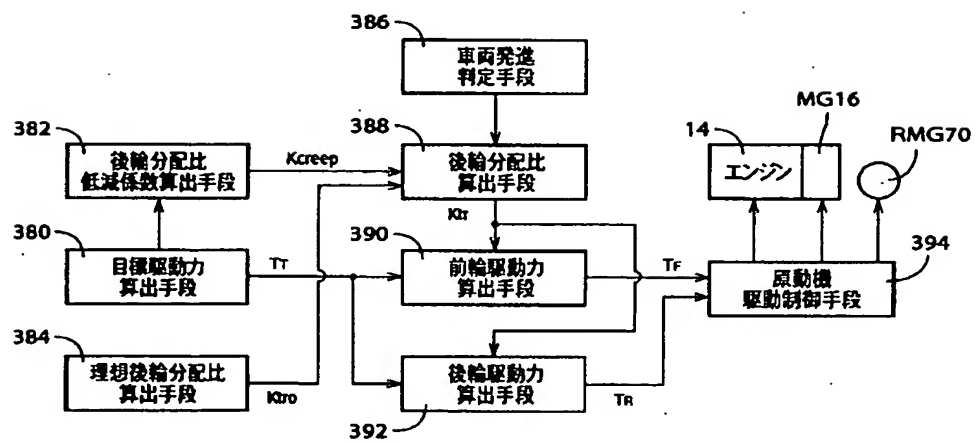 386
車両発進
判定手段
MG16
382
388
14
RMG70
後輪分配比
低減係数算出手段
Kcreep
後輪分配比
算出手段
エンジン
Ktr
380
390
394
目標駆動力
算出手段
TT
前輪駆動力
算出手段
TF
原動機
駆動制御手段
384
理想後輪分配比
算出手段
Ktro
後輪駆動力
算出手段
TR
392